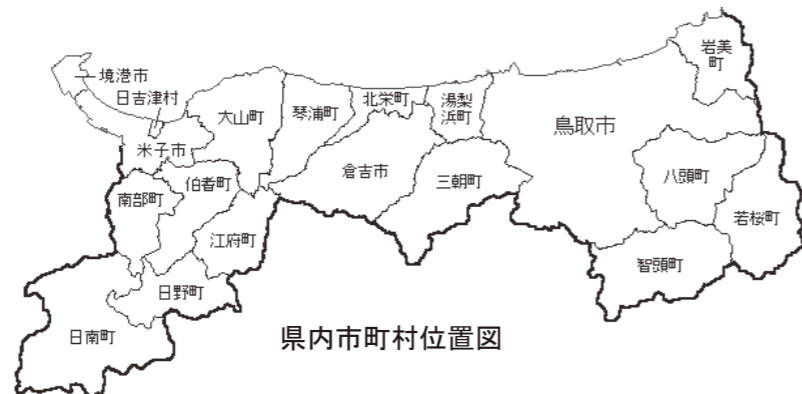 境港市
日吉津村
米子市
大山町
琴浦町
北栄町
湯梨
浜町
鳥取市
岩美
町
南部町
伯耆町
倉吉市
三朝町
八頭町
若桜町
江府町
智頭町
日野町
日南町
県内市町村位置図